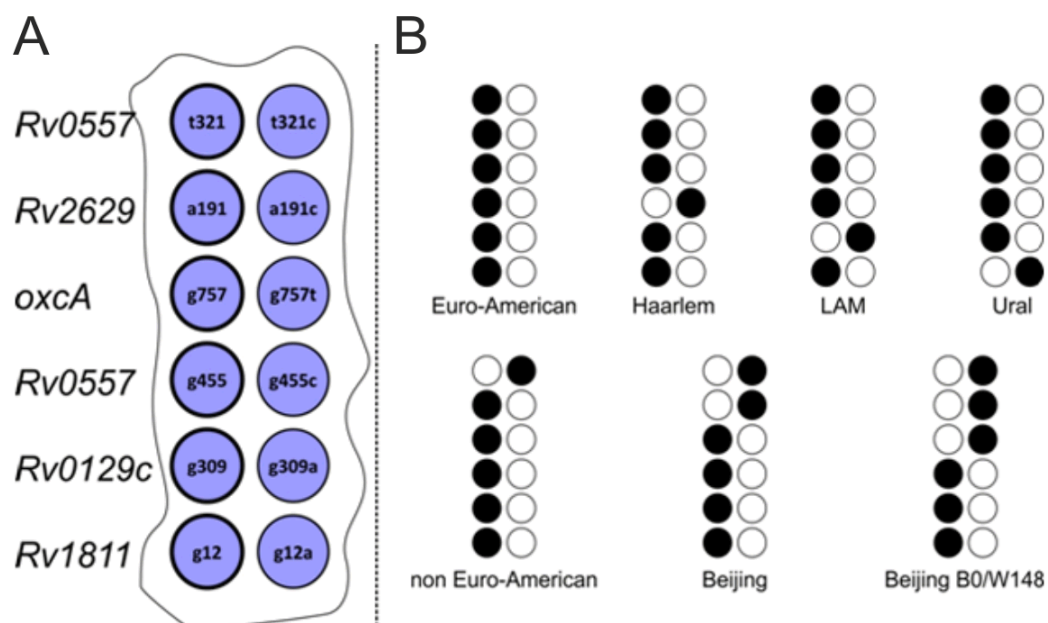 A
B
Rv0557 t321 t321c
Rv2629 a191 a191c
oxcA g757 g757t
Rv0557 g455 g455c
Rv0129c g309 g309a
Rv1811 g12 g12a
Euro-American Haarlem LAM Ural
non Euro-American Beijing Beijing B0/W148